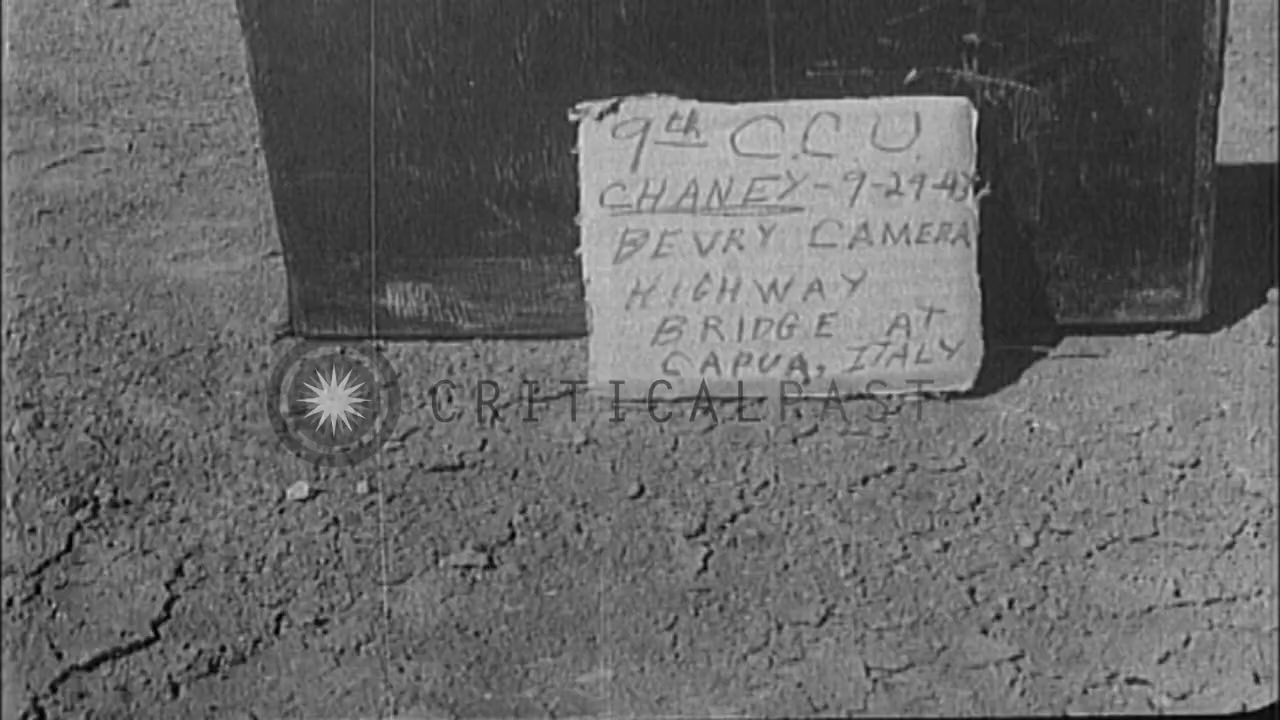 9th C.C.U.
CHANEY-9-29-43
BEVRY CAMERA
HIGHWAY
BRIDGE AT
CAPUA, ITALY
CRITICALPAST